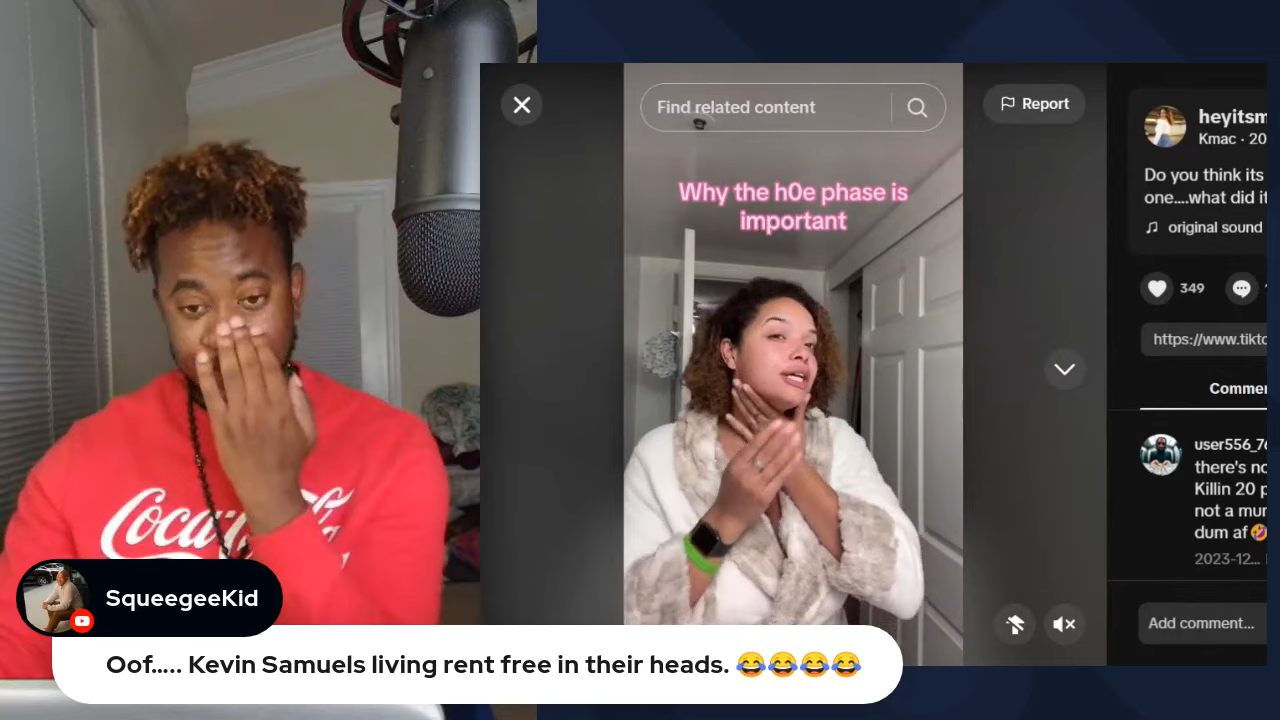 Find related content
Report
heyitsm
Kmac · 20
Do you think its
one....what did it
original sound
Why the h0e phase is
important
349
https://www.tikto
Comme
user556_7
there's no
Killin 20 p
not a mur
dum af 🤣
2023-12...
Add comment...
Coca
SqueegeeKid
Oof..... Kevin Samuels living rent free in their heads. 😂😂😂😂